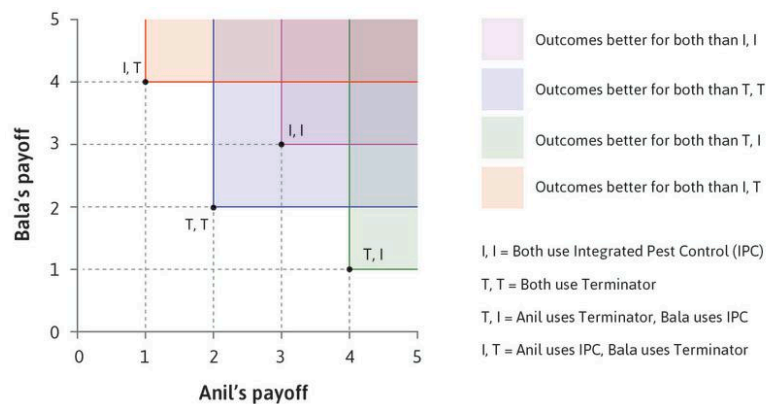 5
4
3
2
1
0
Bala's payoff
I, T
I, I
T, T
T, I
0 1 2 3 4 5
Anil's payoff
Outcomes better for both than I, I
Outcomes better for both than T, T
Outcomes better for both than T, I
Outcomes better for both than I, T
I, I = Both use Integrated Pest Control (IPC)
T, T = Both use Terminator
T, I = Anil uses Terminator, Bala uses IPC
I, T = Anil uses IPC, Bala uses Terminator